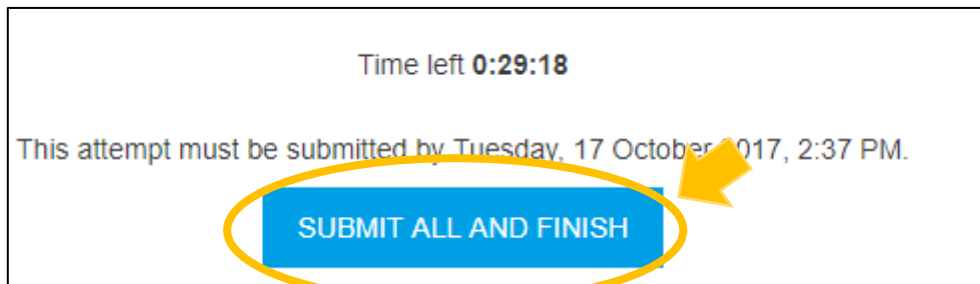 Time left 0:29:18
This attempt must be submitted by Tuesday, 17 October 2017, 2:37 PM.
SUBMIT ALL AND FINISH